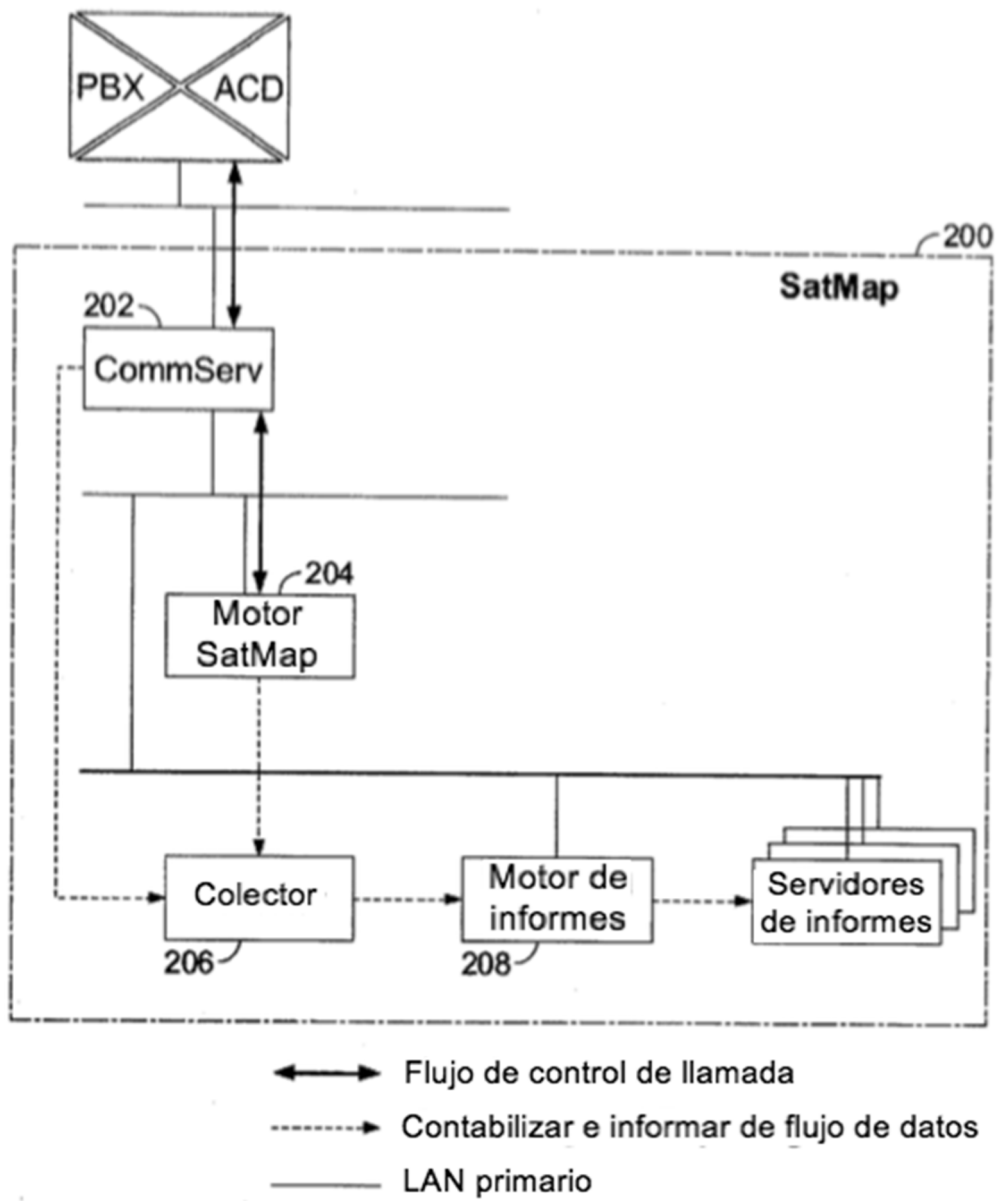 PBX ACD
200
SatMap
202
CommServ
204
Motor
SatMap
Colector
Motor de
informes
Servidores
de informes
206
208
Flujo de control de llamada
Contabilizar e informar de flujo de datos
LAN primario